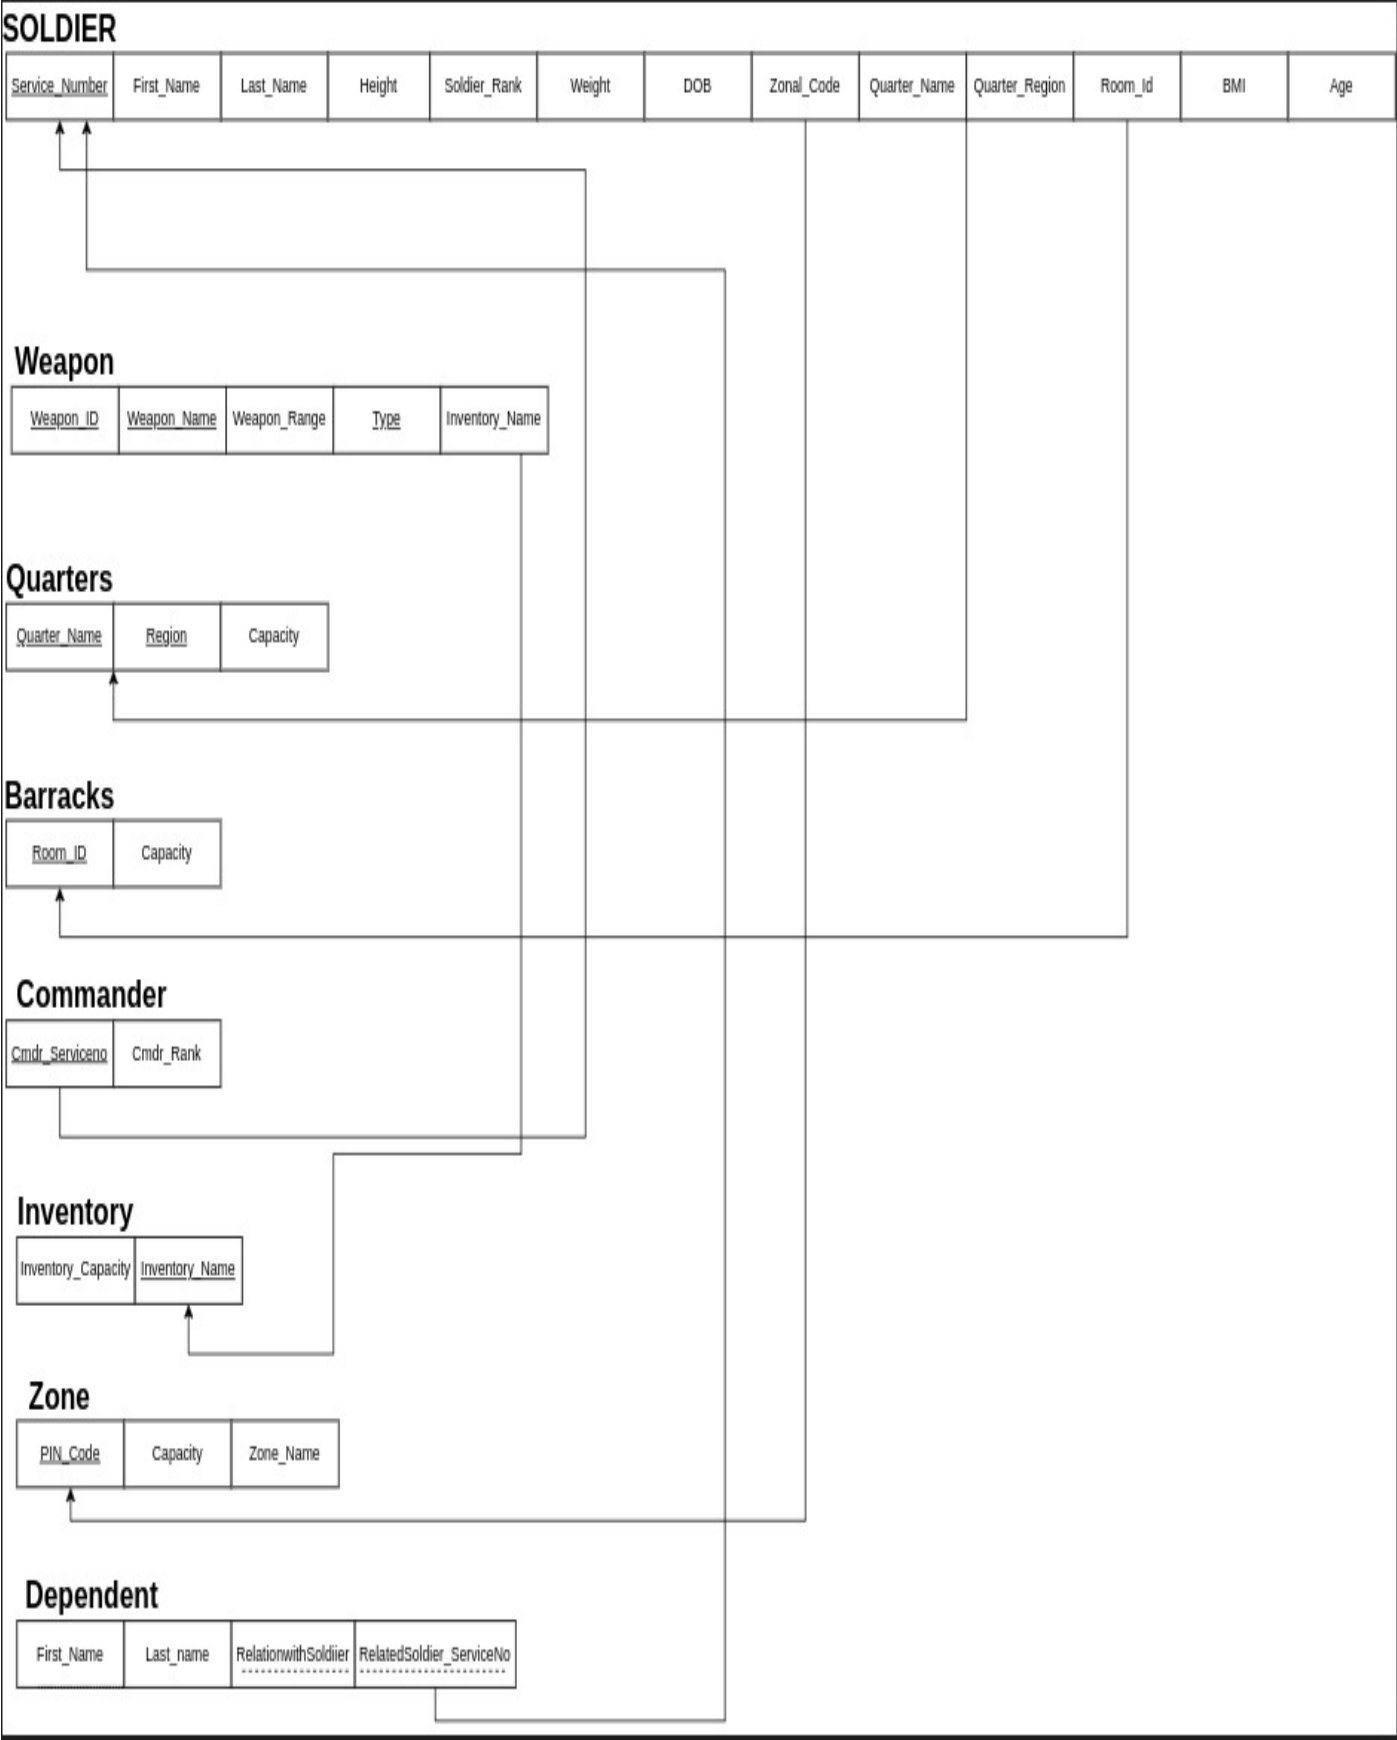 SOLDIER
Service_Number First_Name Last_Name Height Soldier_Rank Weight DOB Zonal_Code Quarter_Name Quarter_Region Room_Id BMI Age
Weapon
Weapon_ID Weapon_Name Weapon_Range Type Inventory_Name
Quarters
Quarter_Name Region Capacity
Barracks
Room_ID Capacity
Commander
Cmdr_Serviceno Cmdr_Rank
Inventory
Inventory_Capacity Inventory_Name
Zone
PIN_Code Capacity Zone_Name
Dependent
First_Name Last_name RelationwithSoldiier RelatedSoldier_ServiceNo